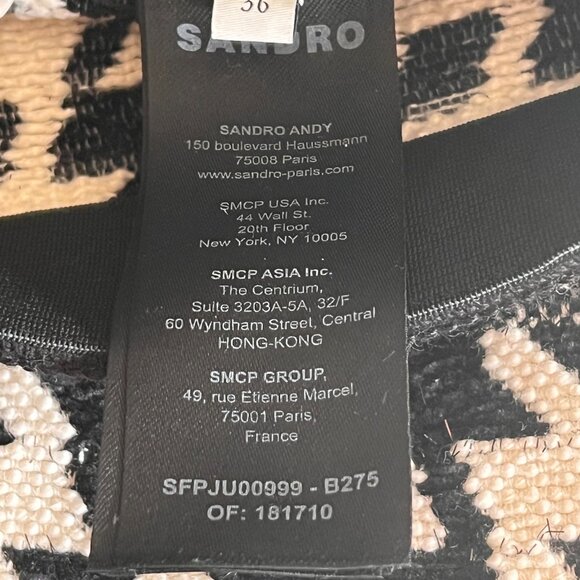 36
SANDRO
SANDRO ANDY
150 boulevard Haussmann
75008 Paris
www.sandro-paris.com
SMCP USA Inc.
44 Wall St.
20th Floor
New York, NY 10005
SMCP ASIA Inc.
The Centrium,
Suite 3203A-5A, 32/F
60 Wyndham Street, Central
HONG-KONG
SMCP GROUP,
49, rue Etienne Marcel,
75001 Paris,
France
SFPJU00999 - B275
OF: 181710